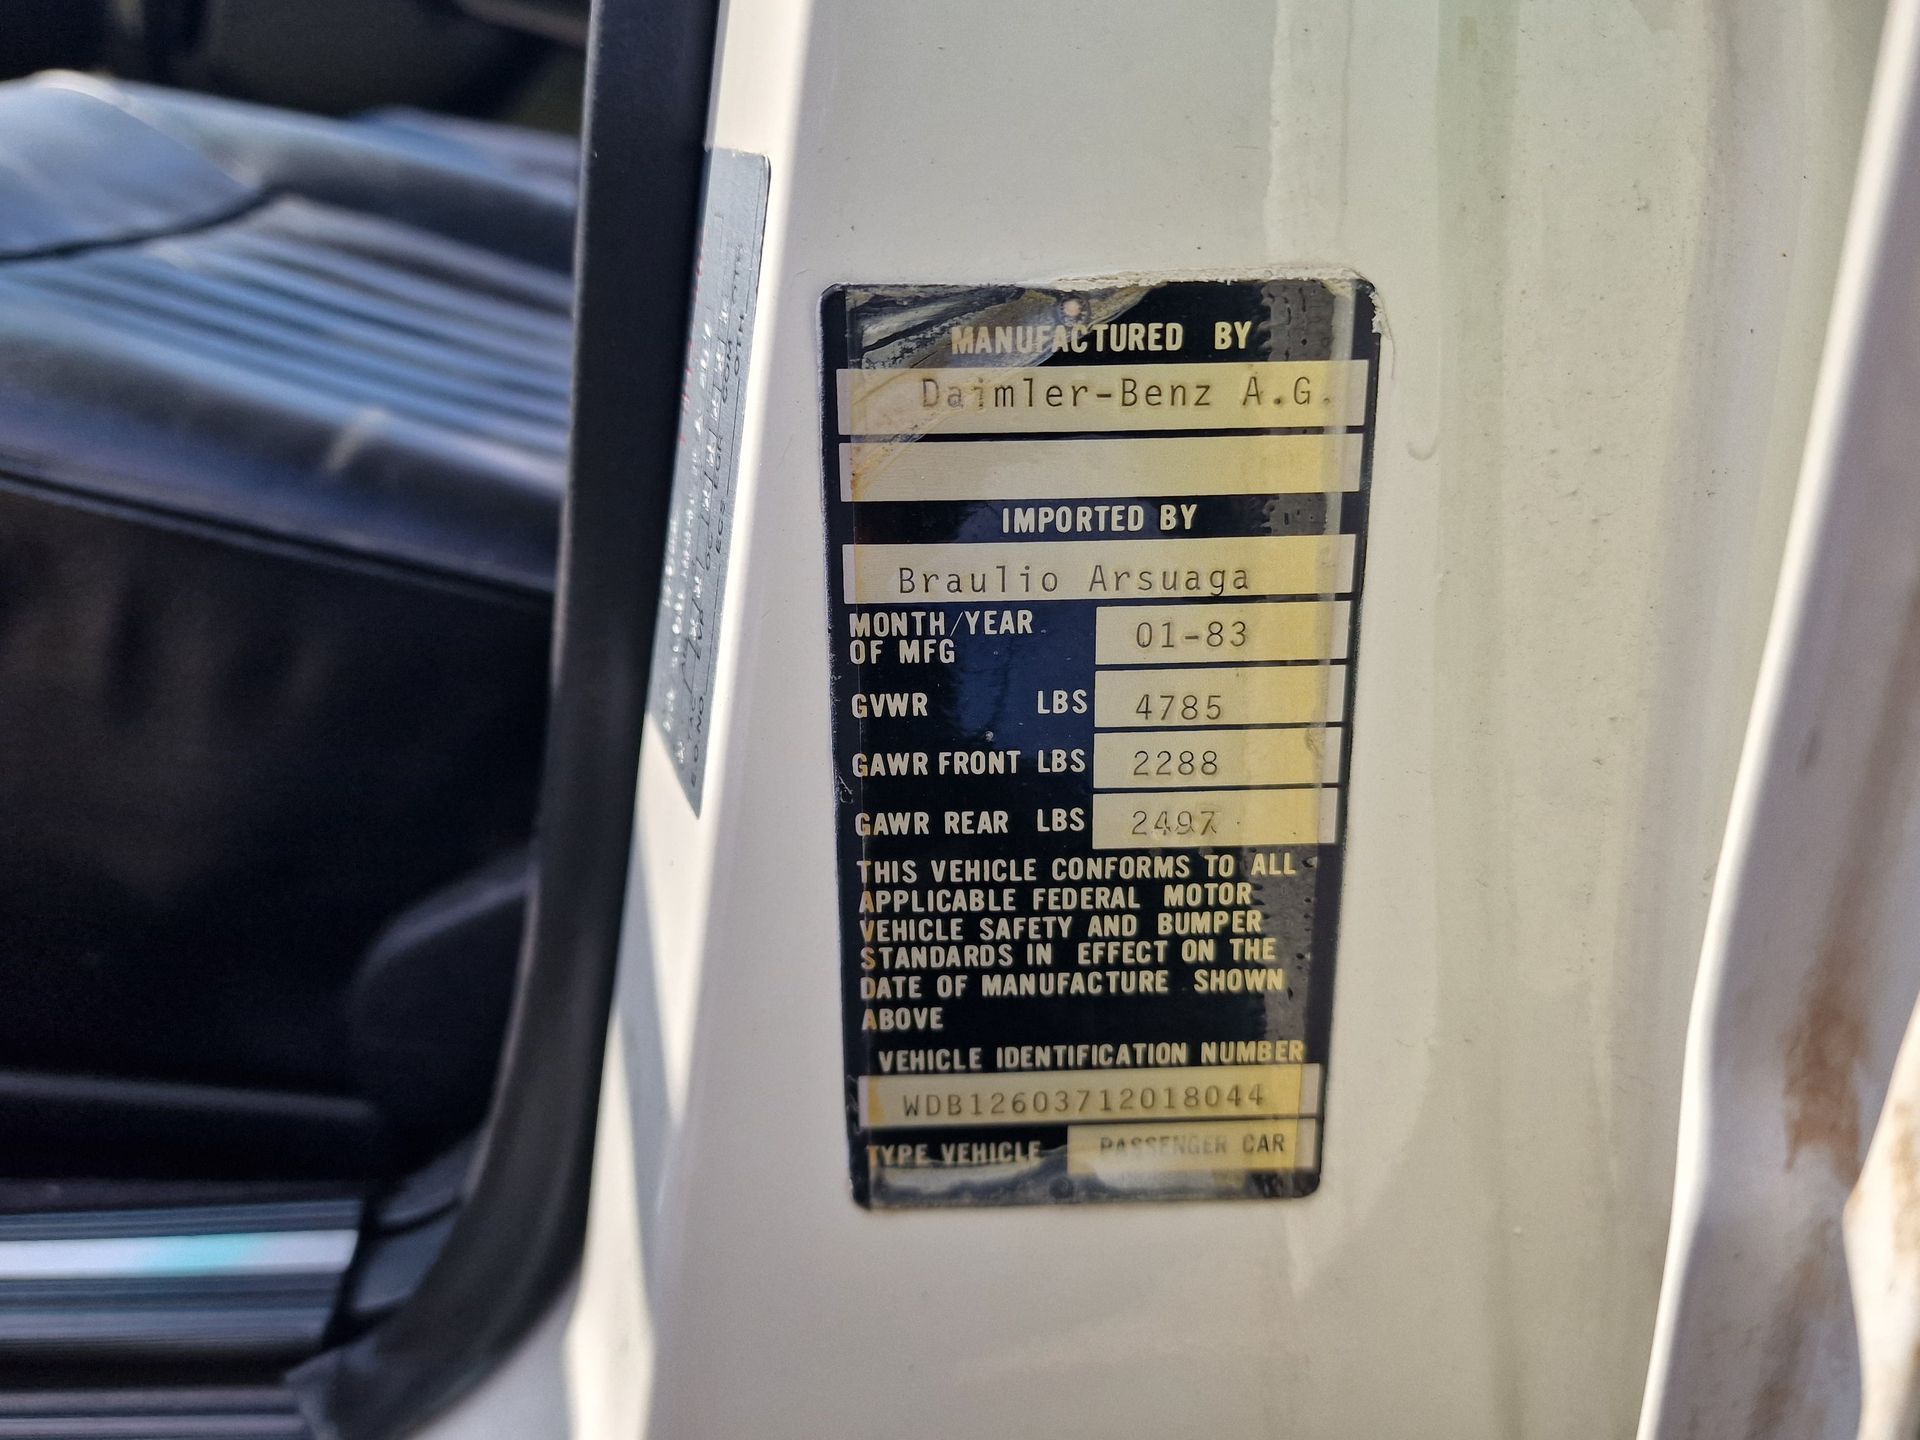 MANUFACTURED BY
Daimler-Benz A.G.
IMPORTED BY
Braulio Arsuaga
MONTH/YEAR OF MFG 01-83
GVWR LBS 4785
GAWR FRONT LBS 2288
GAWR REAR LBS 2497
THIS VEHICLE CONFORMS TO ALL
APPLICABLE FEDERAL MOTOR
VEHICLE SAFETY AND BUMPER
STANDARDS IN EFFECT ON THE
DATE OF MANUFACTURE SHOWN
ABOVE
VEHICLE IDENTIFICATION NUMBER
WDB12603712018044
TYPE VEHICLE PASSENGER CAR